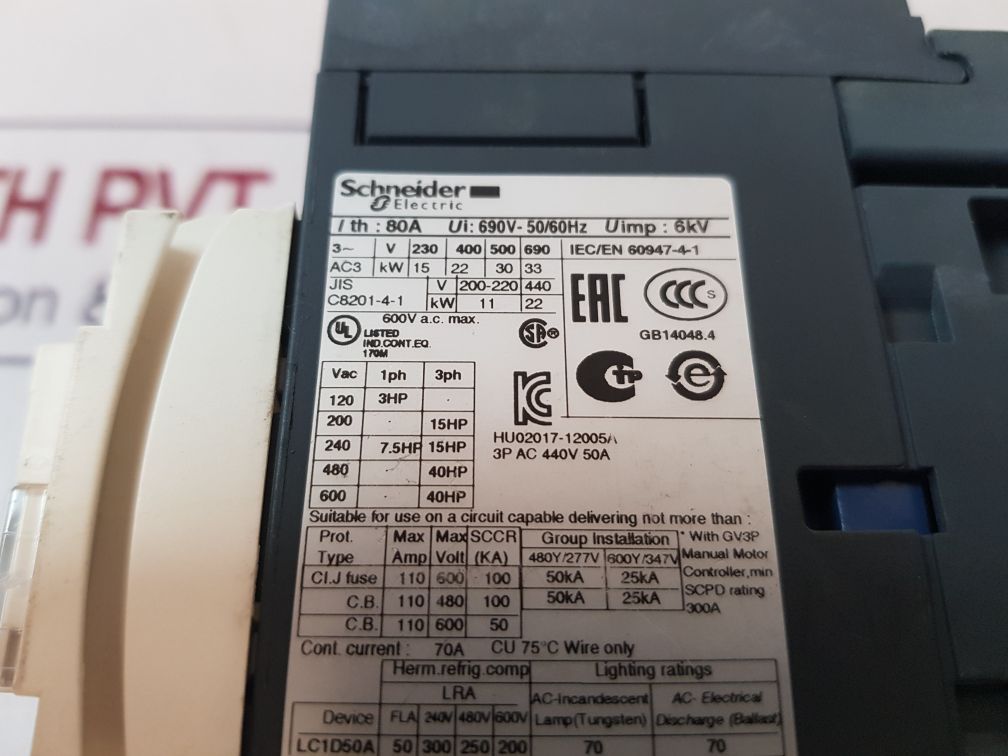 TH PVT
ion &
Schneider
Electric
I th : 80A Ui: 690V- 50/60Hz Uimp : 6kV
3~ V 230 400 500 690 IEC/EN 60947-4-1
AC3 kW 15 22 30 33
JIS V 200-220 440
C8201-4-1 kW 11 22
EAC CCC S
GB14048.4
600V a.c. max.
UL LISTED
IND.CONT.EQ.
170M
SA
Vac 1ph 3ph
120 3HP
200 15HP
240 7.5HP 15HP
480 40HP
600 40HP
HU02017-12005A
3P AC 440V 50A
Suitable for use on a circuit capable delivering not more than :
Prot. Max Max SCCR Group Installation * With GV3P
Type Amp Volt (KA) 480Y/277V 600Y/347V Manual Motor
Cl.J fuse 110 600 100 50kA 25kA Controller,min
C.B. 110 480 100 50kA 25kA SCPD rating
C.B. 110 600 50 300A
Cont. current : 70A CU 75°C Wire only
Herm.refrig.comp Lighting ratings
LRA AC-Incandescent AC- Electrical
Device FLA 240V 480V 600V Lamp(Tungsten) Discharge (Ballast)
LC1D50A 50 300 250 200 70 70